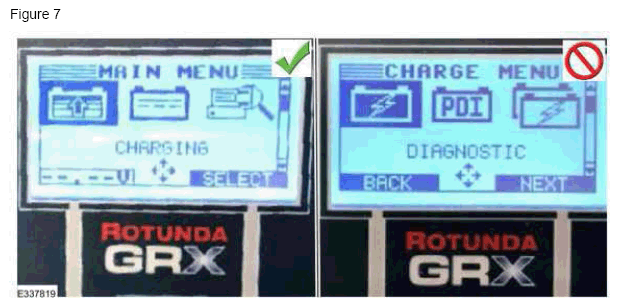 Figure 7
MAIN MENU
CHARGING
--.--V
SELECT
ROTUNDA
GRX
CHARGE MENU
PDI
DIAGNOSTIC
BACK
NEXT
ROTUNDA
GRX
E337819